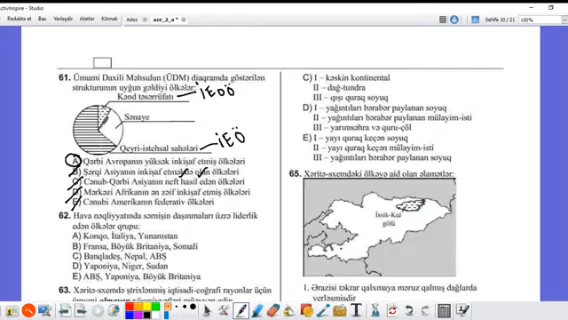 ctivInspire - Studio
Redaktə et Bax Yerləşdir Alətlər Kömək
aze_2_a *
Səhifə 10 / 21
100%
61. Ümumi Daxili Məhsulun (ÜDM) diaqramda göstərilən
strukturunun uyğun gəldiyi ölkələr:
Kənd təsərrüfatı
İEOÖ
Sənaye
Qeyri-istehsal sahələri
İEÖ
A) Qərbi Avropanın yüksək inkişaf etmiş ölkələri
B) Şərqi Asiyanın inkişaf etməkdə olan ölkələri
C) Cənub-Qərbi Asiyanın neft hasil edən ölkələri
D) Mərkəzi Afrikanın ən zəif inkişaf etmiş ölkələri
E) Cənubi Amerikanın federativ ölkələri
62. Hava nəqliyyatında sərnişin daşınmaları üzrə liderlik
edən ölkələr qrupu:
A) Konqo, İtaliya, Yunanıstan
B) Fransa, Böyük Britaniya, Somali
C) Banqladeş, Nepal, ABŞ
D) Yaponiya, Niger, Sudan
E) ABŞ, Yaponiya, Böyük Britaniya
63. Xəritə-sxemdə ştrixlənmiş iqtisadi-coğrafi rayonlar üçün
C) I – kəskin kontinental
II – dağ-tundra
III – qışı quraq soyuq
D) I – yağıntıları bərabər paylanan soyuq
II – yağıntıları bərabər paylanan mülayim-isti
III – yarımsəhra və quru-çöl
E) I – yayı quraq keçən soyuq
II – yayı quraq keçən mülayim-isti
III – yağıntıları bərabər paylanan soyuq
65. Xəritə-sxemdəki ölkəyə aid olan əlamətlər:
Issık-Kul
gölü
1. Ərazisi təkrar qalxmaya məruz qalmış dağlarda
yerləşmişdir